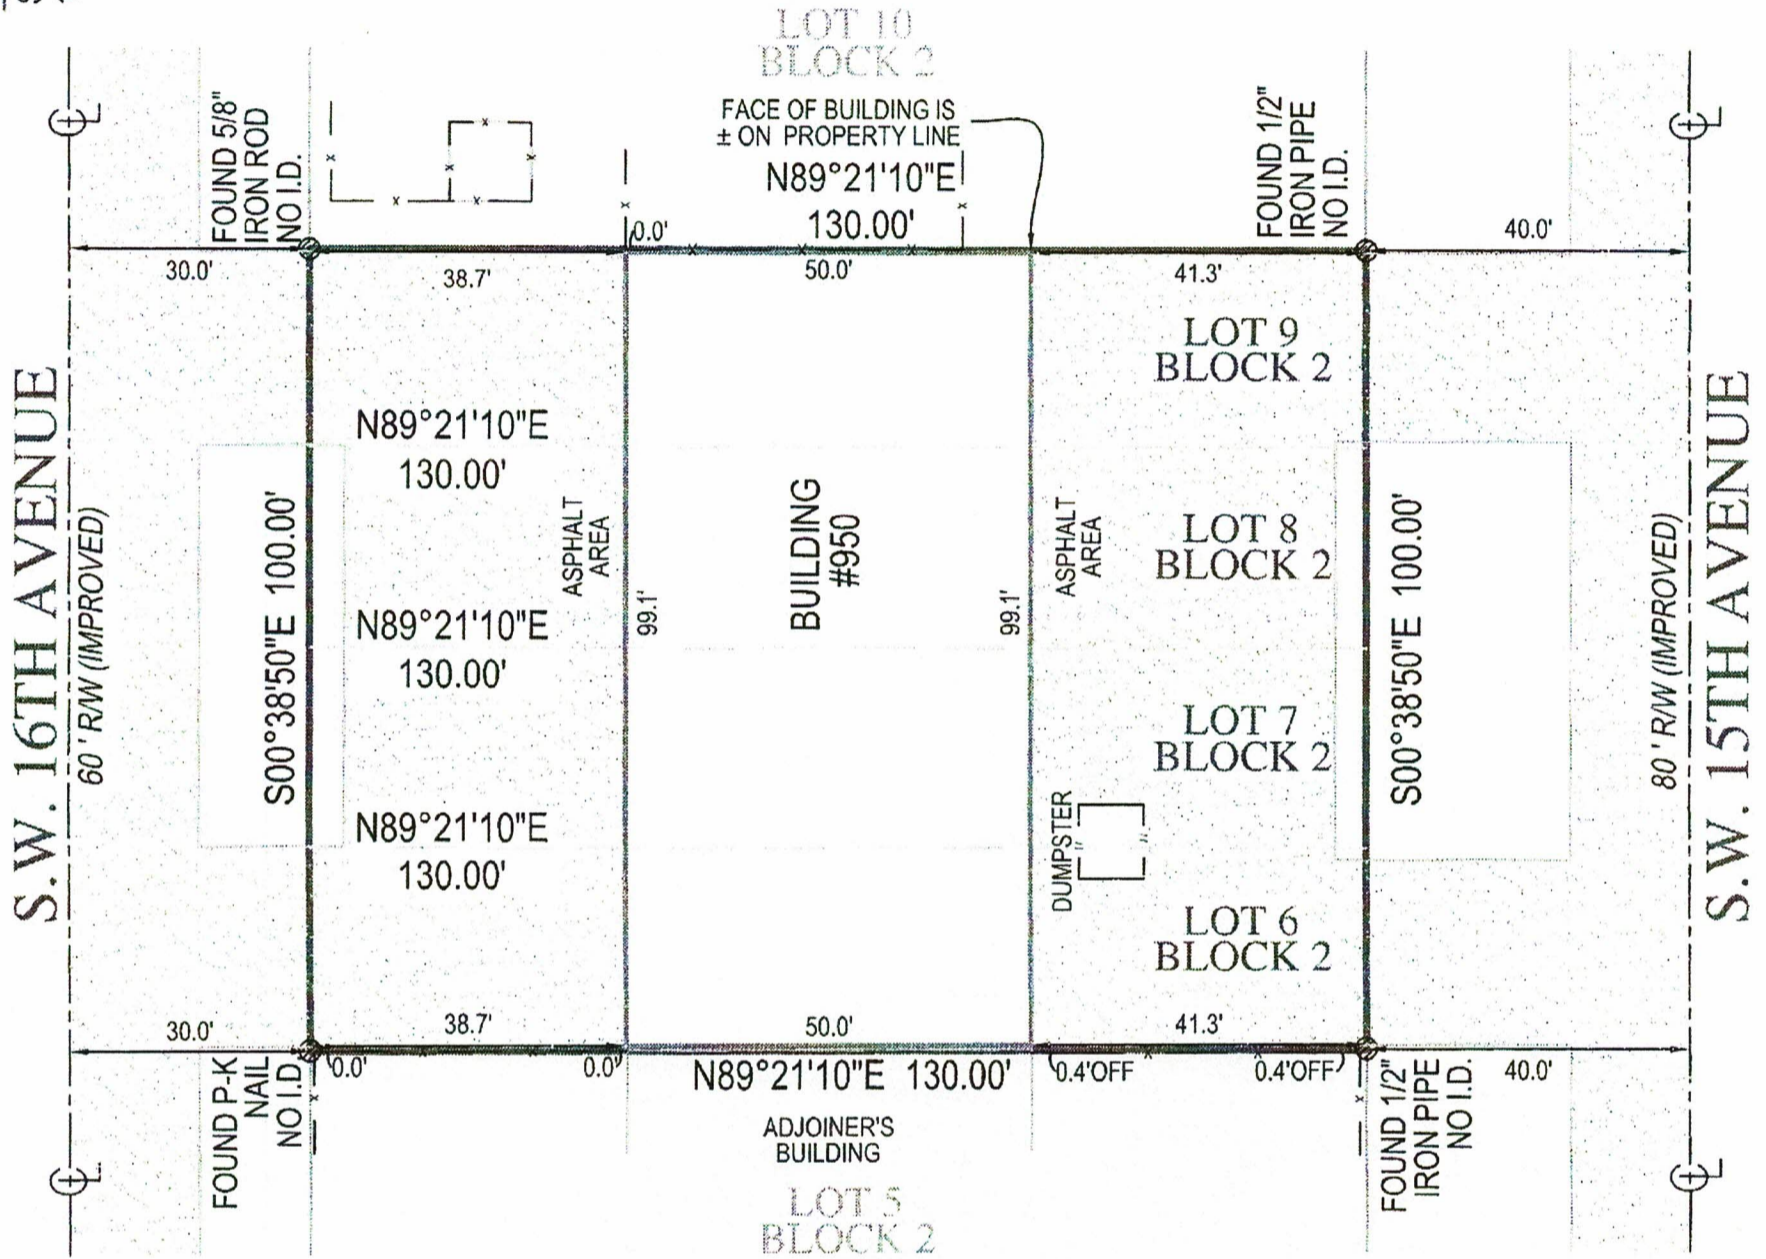 LOT 10
BLOCK 2
FACE OF BUILDING IS
± ON PROPERTY LINE
N89°21'10"E
130.00'
FOUND 5/8"
IRON ROD
NO I.D.
FOUND 1/2"
IRON PIPE
NO I.D.
0.0'
30.0'
38.7'
50.0'
41.3'
40.0'
LOT 9
BLOCK 2
N89°21'10"E
130.00'
S.W. 16TH AVENUE
60' R/W (IMPROVED)
S00°38'50"E 100.00'
ASPHALT
AREA
99.1'
BUILDING
#950
99.1'
ASPHALT
AREA
LOT 8
BLOCK 2
S00°38'50"E 100.00'
80' R/W (IMPROVED)
S.W. 15TH AVENUE
N89°21'10"E
130.00'
LOT 7
BLOCK 2
N89°21'10"E
130.00'
DUMPSTER
LOT 6
BLOCK 2
30.0'
38.7'
50.0'
41.3'
0.0'
0.0'
N89°21'10"E 130.00'
0.4'OFF
0.4'OFF
40.0'
FOUND P-K
NAIL
NO I.D.
FOUND 1/2"
IRON PIPE
NO I.D.
ADJOINER'S
BUILDING
LOT 5
BLOCK 2